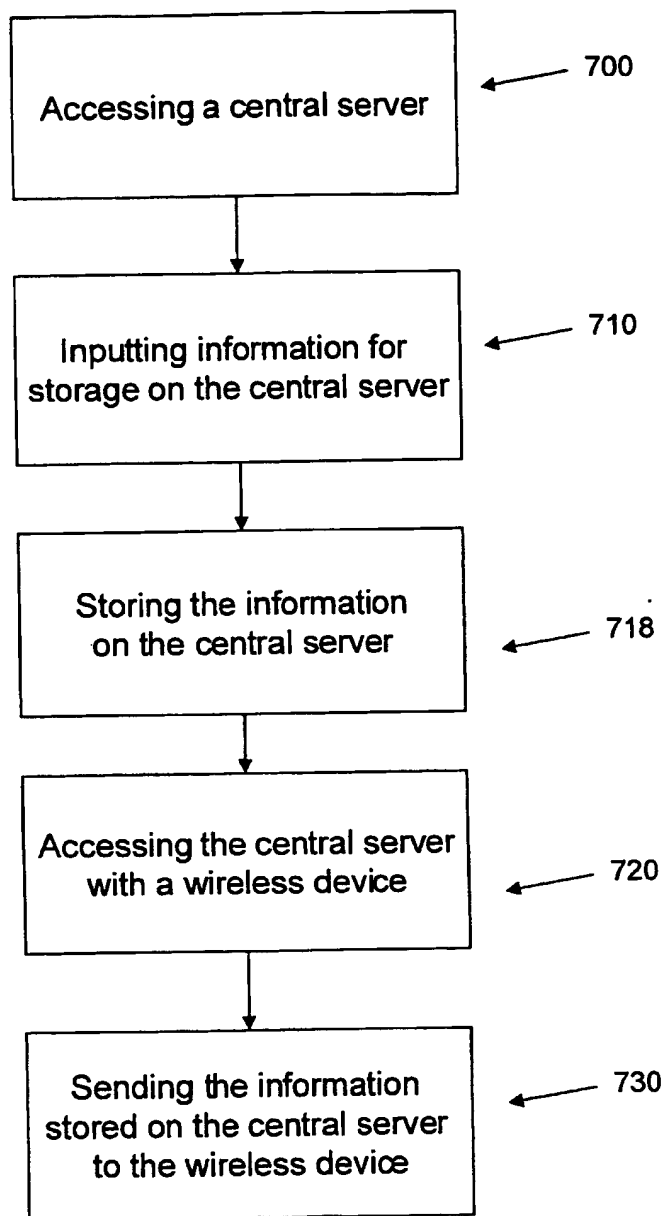 Accessing a central server
700
Inputting information for
storage on the central server
710
Storing the information
on the central server
718
Accessing the central server
with a wireless device
720
Sending the information
stored on the central server
to the wireless device
730